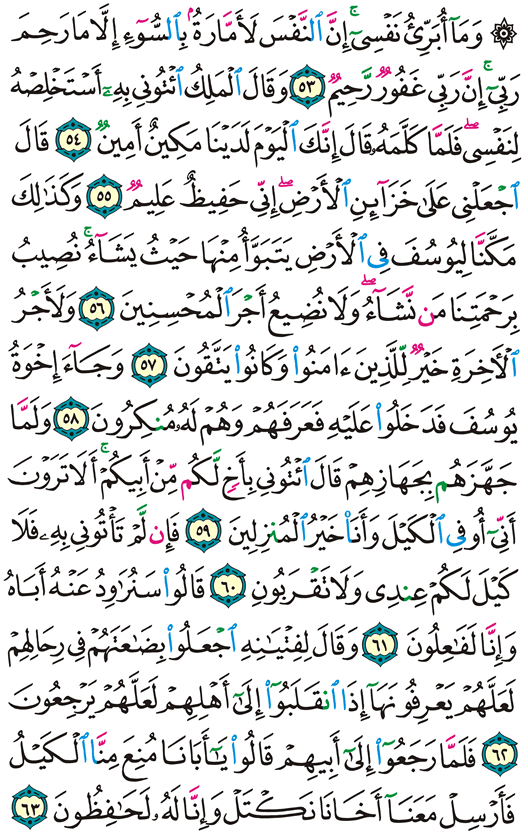 ۞ وَمَآ أُبَرِّئُ نَفۡسِيٓۚ إِنَّ ٱلنَّفۡسَ لَأَمَّارَةُۢ بِٱلسُّوٓءِ إِلَّا مَا رَحِمَ
رَبِّيٓۚ إِنَّ رَبِّي غَفُورٞ رَّحِيمٞ ٥٣ وَقَالَ ٱلۡمَلِكُ ٱئۡتُونِي بِهِۦٓ أَسۡتَخۡلِصۡهُ
لِنَفۡسِيۖ فَلَمَّا كَلَّمَهُۥ قَالَ إِنَّكَ ٱلۡيَوۡمَ لَدَيۡنَا مَكِينٌ أَمِينٞ ٥٤ قَالَ
ٱجۡعَلۡنِي عَلَىٰ خَزَآئِنِ ٱلۡأَرۡضِۖ إِنِّي حَفِيظٌ عَلِيمٞ ٥٥ وَكَذَٰلِكَ
مَكَّنَّا لِيُوسُفَ فِي ٱلۡأَرۡضِ يَتَبَوَّأُ مِنۡهَا حَيۡثُ يَشَآءُۚ نُصِيبُ
بِرَحۡمَتِنَا مَن نَّشَآءُۖ وَلَا نُضِيعُ أَجۡرَ ٱلۡمُحۡسِنِينَ ٥٦ وَلَأَجۡرُ
ٱلۡأٓخِرَةِ خَيۡرٞ لِّلَّذِينَ ءَامَنُواْ وَكَانُواْ يَتَّقُونَ ٥٧ وَجَآءَ إِخۡوَةُ
يُوسُفَ فَدَخَلُواْ عَلَيۡهِ فَعَرَفَهُمۡ وَهُمۡ لَهُۥ مُنكِرُونَ ٥٨ وَلَمَّا
جَهَّزَهُم بِجَهَازِهِمۡ قَالَ ٱئۡتُونِي بِأَخٖ لَّكُم مِّنۡ أَبِيكُمۡۚ أَلَا تَرَوۡنَ
أَنِّيٓ أُوفِي ٱلۡكَيۡلَ وَأَنَا۠ خَيۡرُ ٱلۡمُنزِلِينَ ٥٩ فَإِن لَّمۡ تَأۡتُونِي بِهِۦ فَلَا
كَيۡلَ لَكُمۡ عِندِي وَلَا تَقۡرَبُونِ ٦٠ قَالُواْ سَنُرَٰوِدُ عَنۡهُ أَبَاهُ
وَإِنَّا لَفَٰعِلُونَ ٦١ وَقَالَ لِفِتۡيَٰنِهِ ٱجۡعَلُواْ بِضَٰعَتَهُمۡ فِي رِحَالِهِمۡ
لَعَلَّهُمۡ يَعۡرِفُونَهَآ إِذَا ٱنقَلَبُوٓاْ إِلَىٰٓ أَهۡلِهِمۡ لَعَلَّهُمۡ يَرۡجِعُونَ
٦٢ فَلَمَّا رَجَعُوٓاْ إِلَىٰٓ أَبِيهِمۡ قَالُواْ يَٰٓأَبَانَا مُنِعَ مِنَّا ٱلۡكَيۡلُ
فَأَرۡسِلۡ مَعَنَآ أَخَانَا نَكۡتَلۡ وَإِنَّا لَهُۥ لَحَٰفِظُونَ ٦٣